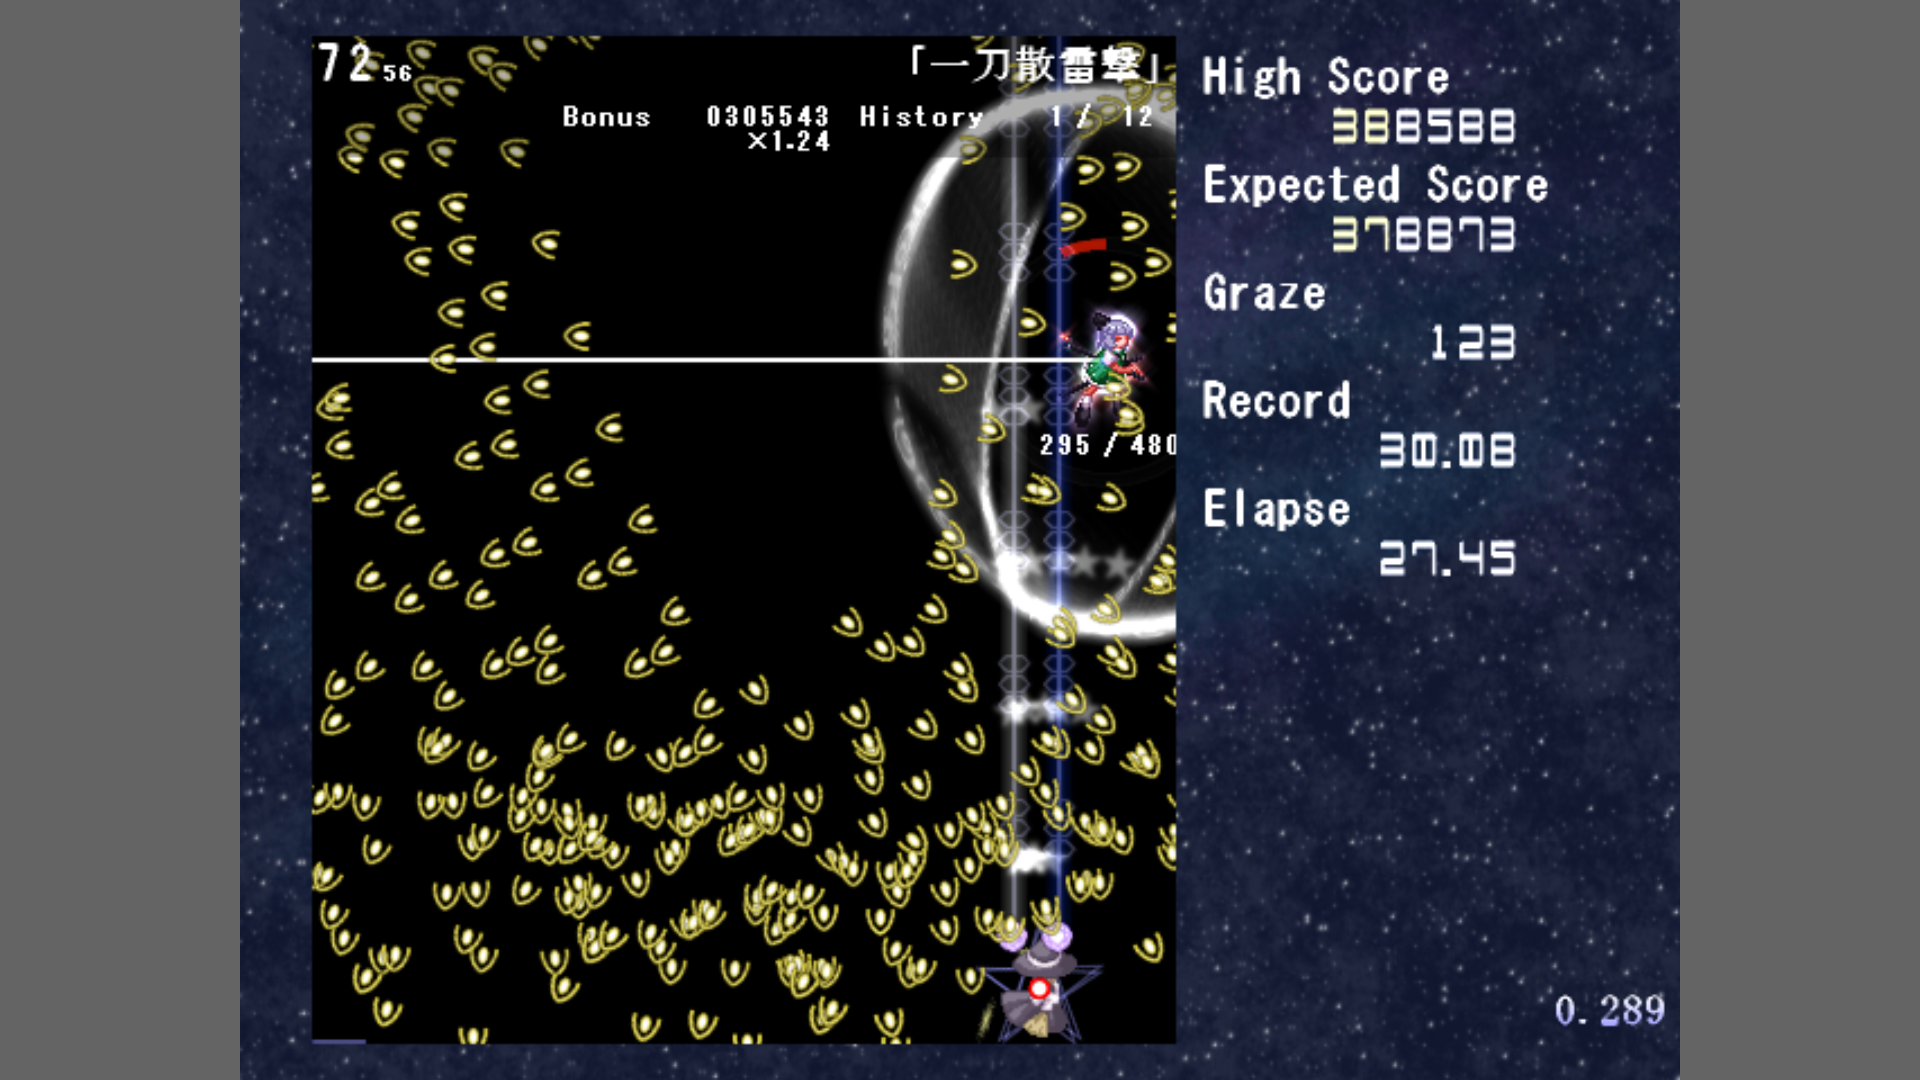 72 56
「一刀散雷撃」
Bonus 0305543 History 1 / 12
×1.24
295 / 480
High Score
388588
Expected Score
378873
Graze
123
Record
30.08
Elapse
27.45
0.289